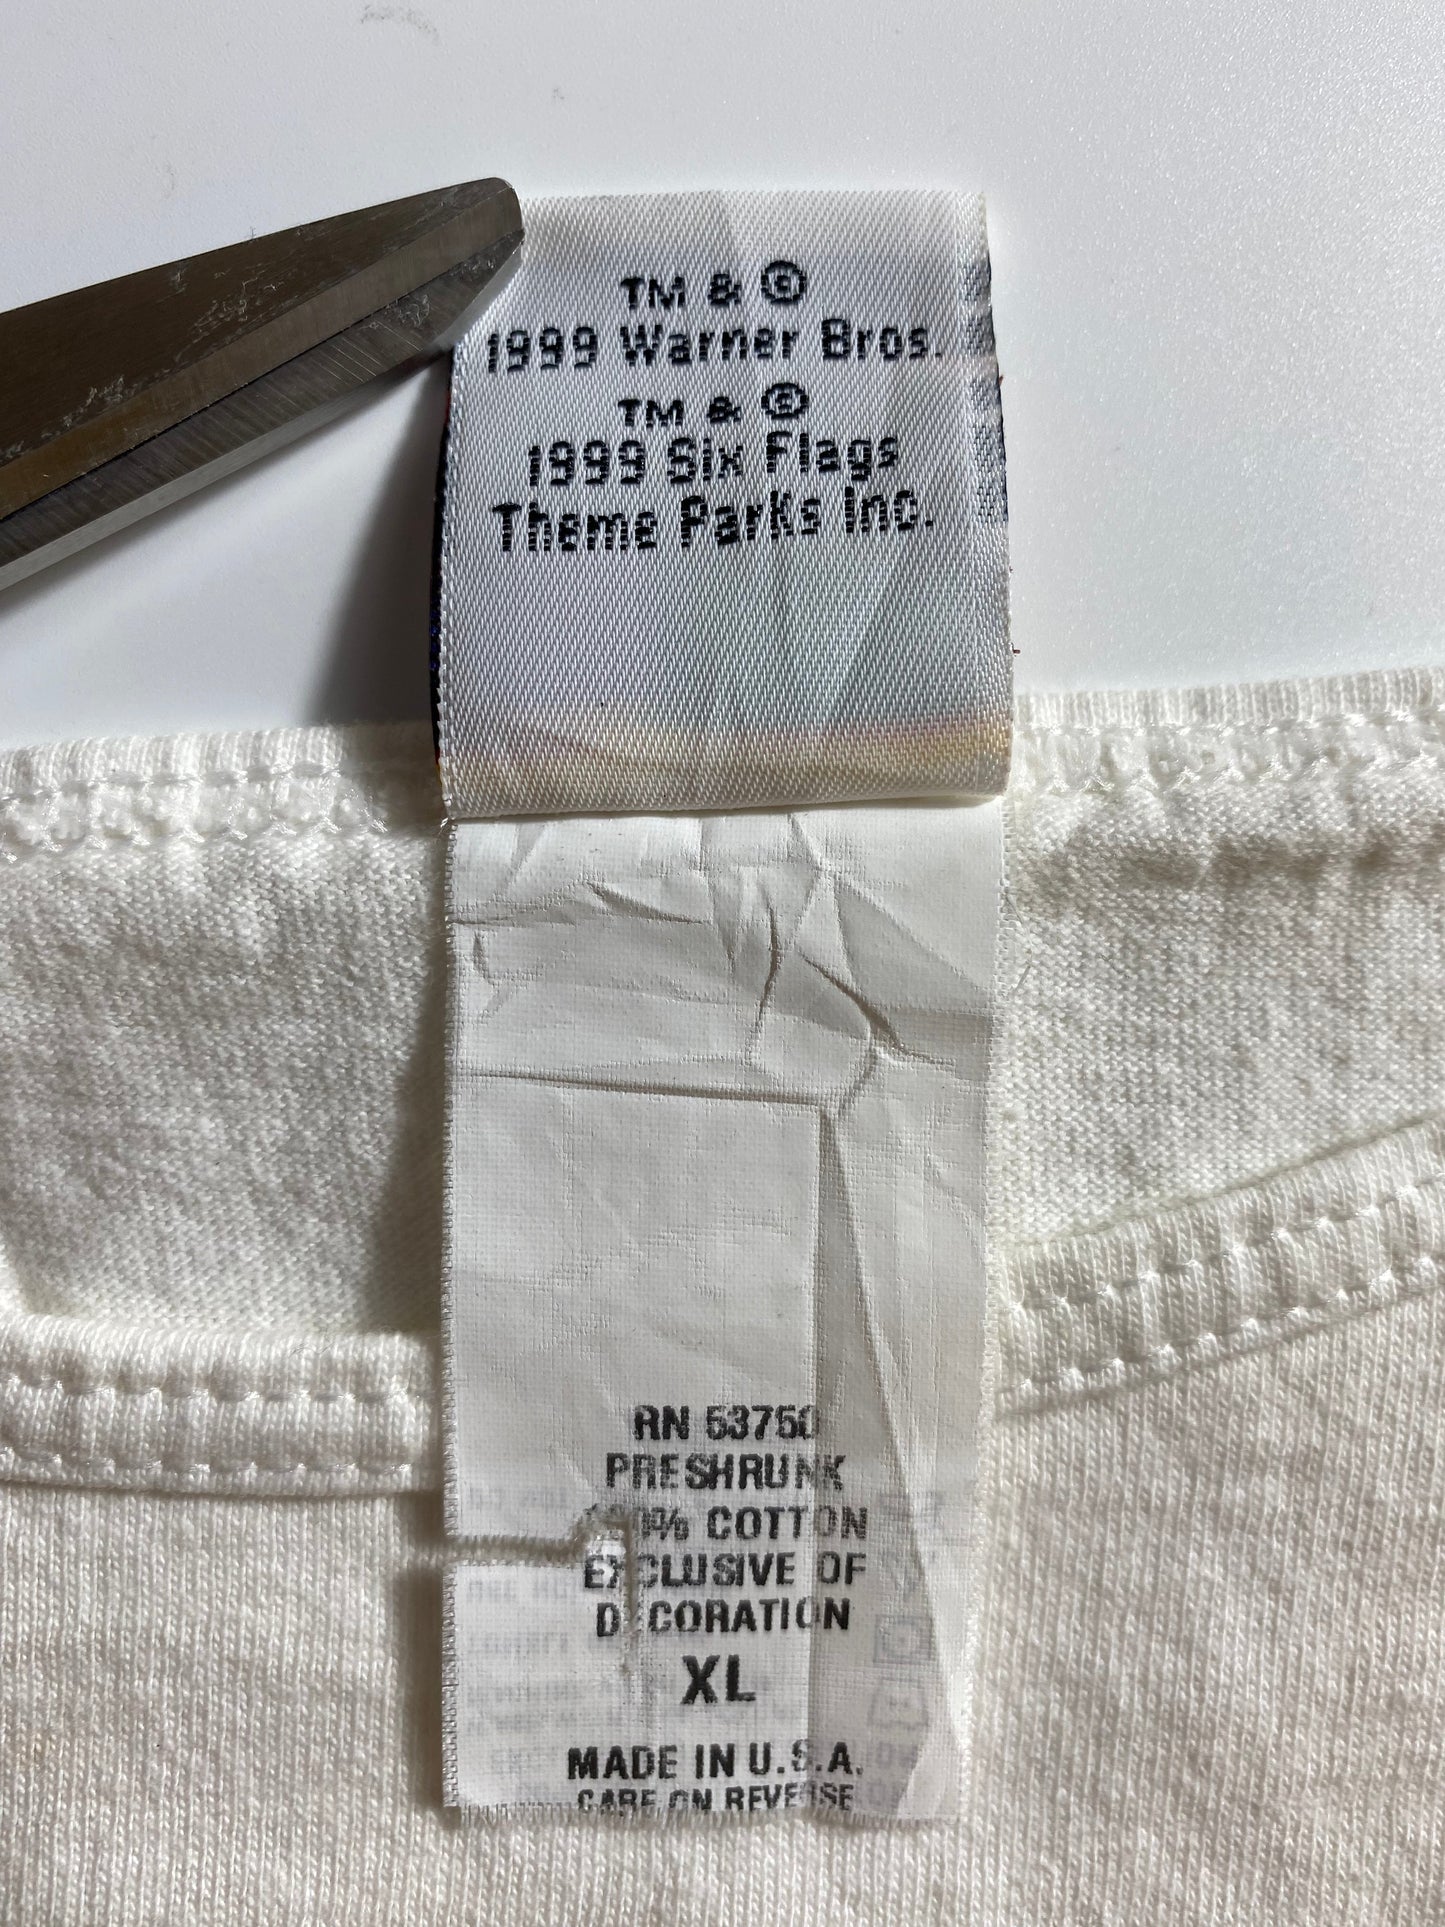 TM & ©
1999 Warner Bros.
TM & ©
1999 Six Flags
Theme Parks Inc.
RN 53750
PRESHRUNK
100% COTTON
EXCLUSIVE OF
DECORATION
XL
MADE IN U.S.A.
CARE ON REVERSE